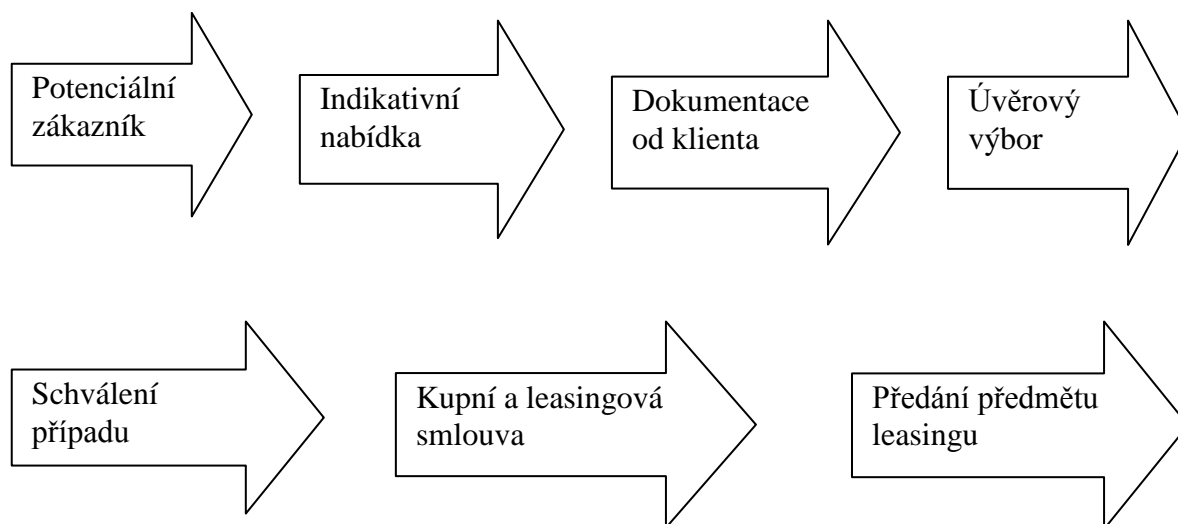 Potenciální
zákazník
Indikativní
nabídka
Dokumentace
od klienta
Úvěrový
výbor
Schválení
případu
Kupní a leasingová
smlouva
Předání předmětu
leasingu